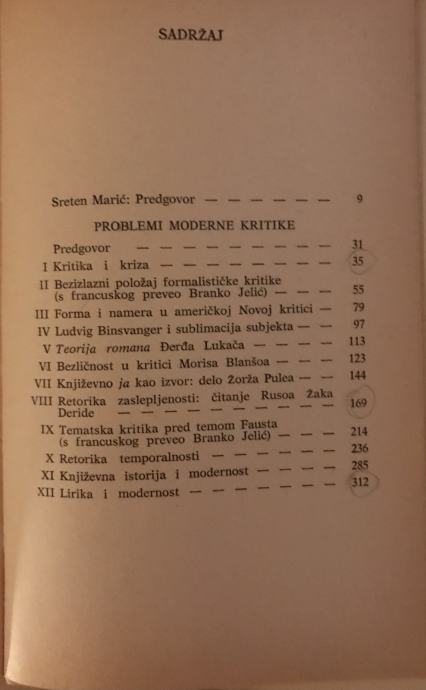 SADRŽAJ
Sreten Marić: Predgovor — — — — — — 9
PROBLEMI MODERNE KRITIKE
Predgovor — — — — — — — — 31
I Kritika i kriza — — — — — — — 35
II Bezizlazni položaj formalističke kritike
(s francuskog preveo Branko Jelić) — — — 55
III Forma i namera u američkoj Novoj kritici — 79
IV Ludvig Binsvanger i sublimacija subjekta — — 97
V Teorija romana Đerđa Lukača — — — — 113
VI Bezličnost u kritici Morisa Blanšoa — — — 123
VII Književno ja kao izvor: delo Žorža Pulea — — 144
VIII Retorika zaslepljenosti: čitanje Rusoa Žaka
Deride — — — — — — — — — 169
IX Tematska kritika pred temom Fausta
(s francuskog preveo Branko Jelić) — — — 214
X Retorika temporalnosti — — — — — — 236
XI Književna istorija i modernost — — — — 285
XII Lirika i modernost — — — — — — 312